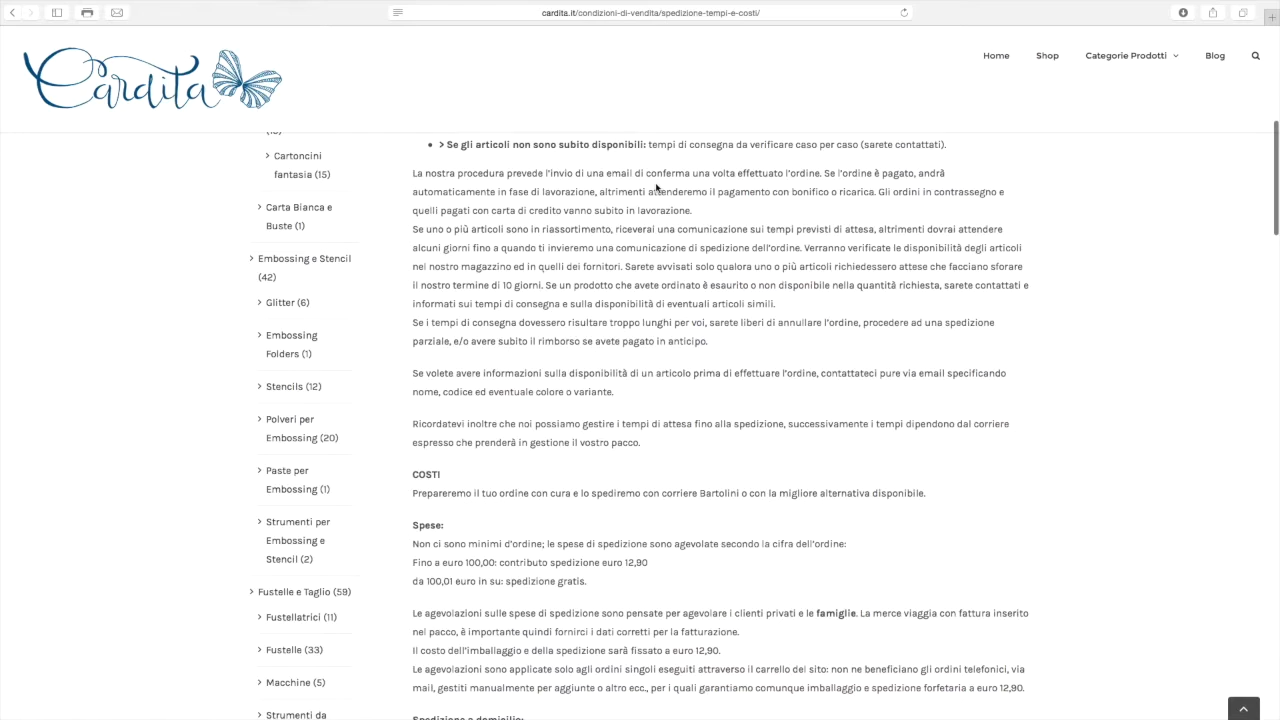 cardita.it/condizioni-di-vendita/spedizione-tempi-e-costi/
Cardita
Home
Shop
Categorie Prodotti
Blog
Cartoncini
fantasia (15)
Carta Bianca e
Buste (1)
Embossing e Stencil
(42)
Glitter (6)
Embossing
Folders (1)
Stencils (12)
Polveri per
Embossing (20)
Paste per
Embossing (1)
Strumenti per
Embossing e
Stencil (2)
Fustelle e Taglio (59)
Fustellatrici (11)
Fustelle (33)
Macchine (5)
Strumenti da
> Se gli articoli non sono subito disponibili: tempi di consegna da verificare caso per caso (sarete contattati).
La nostra procedura prevede l'invio di una email di conferma una volta effettuato l'ordine. Se l'ordine è pagato, andrà
automaticamente in fase di lavorazione, altrimenti attenderemo il pagamento con bonifico o ricarica. Gli ordini in contrassegno e
quelli pagati con carta di credito vanno subito in lavorazione.
Se uno o più articoli sono in riassortimento, riceverai una comunicazione sui tempi previsti di attesa, altrimenti dovrai attendere
alcuni giorni fino a quando ti invieremo una comunicazione di spedizione dell'ordine. Verranno verificate le disponibilità degli articoli
nel nostro magazzino ed in quelli dei fornitori. Sarete avvisati solo qualora uno o più articoli richiedessero attese che facciano sforare
il nostro termine di 10 giorni. Se un prodotto che avete ordinato è esaurito o non disponibile nella quantità richiesta, sarete contattati e
informati sui tempi di consegna e sulla disponibilità di eventuali articoli simili.
Se i tempi di consegna dovessero risultare troppo lunghi per voi, sarete liberi di annullare l'ordine, procedere ad una spedizione
parziale, e/o avere subito il rimborso se avete pagato in anticipo.
Se volete avere informazioni sulla disponibilità di un articolo prima di effettuare l'ordine, contattateci pure via email specificando
nome, codice ed eventuale colore o variante.
Ricordatevi inoltre che noi possiamo gestire i tempi di attesa fino alla spedizione, successivamente i tempi dipendono dal corriere
espresso che prenderà in gestione il vostro pacco.
COSTI
Prepareremo il tuo ordine con cura e lo spediremo con corriere Bartolini o con la migliore alternativa disponibile.
Spese:
Non ci sono minimi d'ordine; le spese di spedizione sono agevolate secondo la cifra dell'ordine:
Fino a euro 100,00: contributo spedizione euro 12,90
da 100,01 euro in su: spedizione gratis.
Le agevolazioni sulle spese di spedizione sono pensate per agevolare i clienti privati e le famiglie. La merce viaggia con fattura inserito
nel pacco, è importante quindi fornirci i dati corretti per la fatturazione.
Il costo dell'imballaggio e della spedizione sarà fissato a euro 12,90.
Le agevolazioni sono applicate solo agli ordini singoli eseguiti attraverso il carrello del sito: non ne beneficiano gli ordini telefonici, via
mail, gestiti manualmente per aggiunte o altro ecc., per i quali garantiamo comunque imballaggio e spedizione forfetaria a euro 12,90.
Spedizione a domicilio: